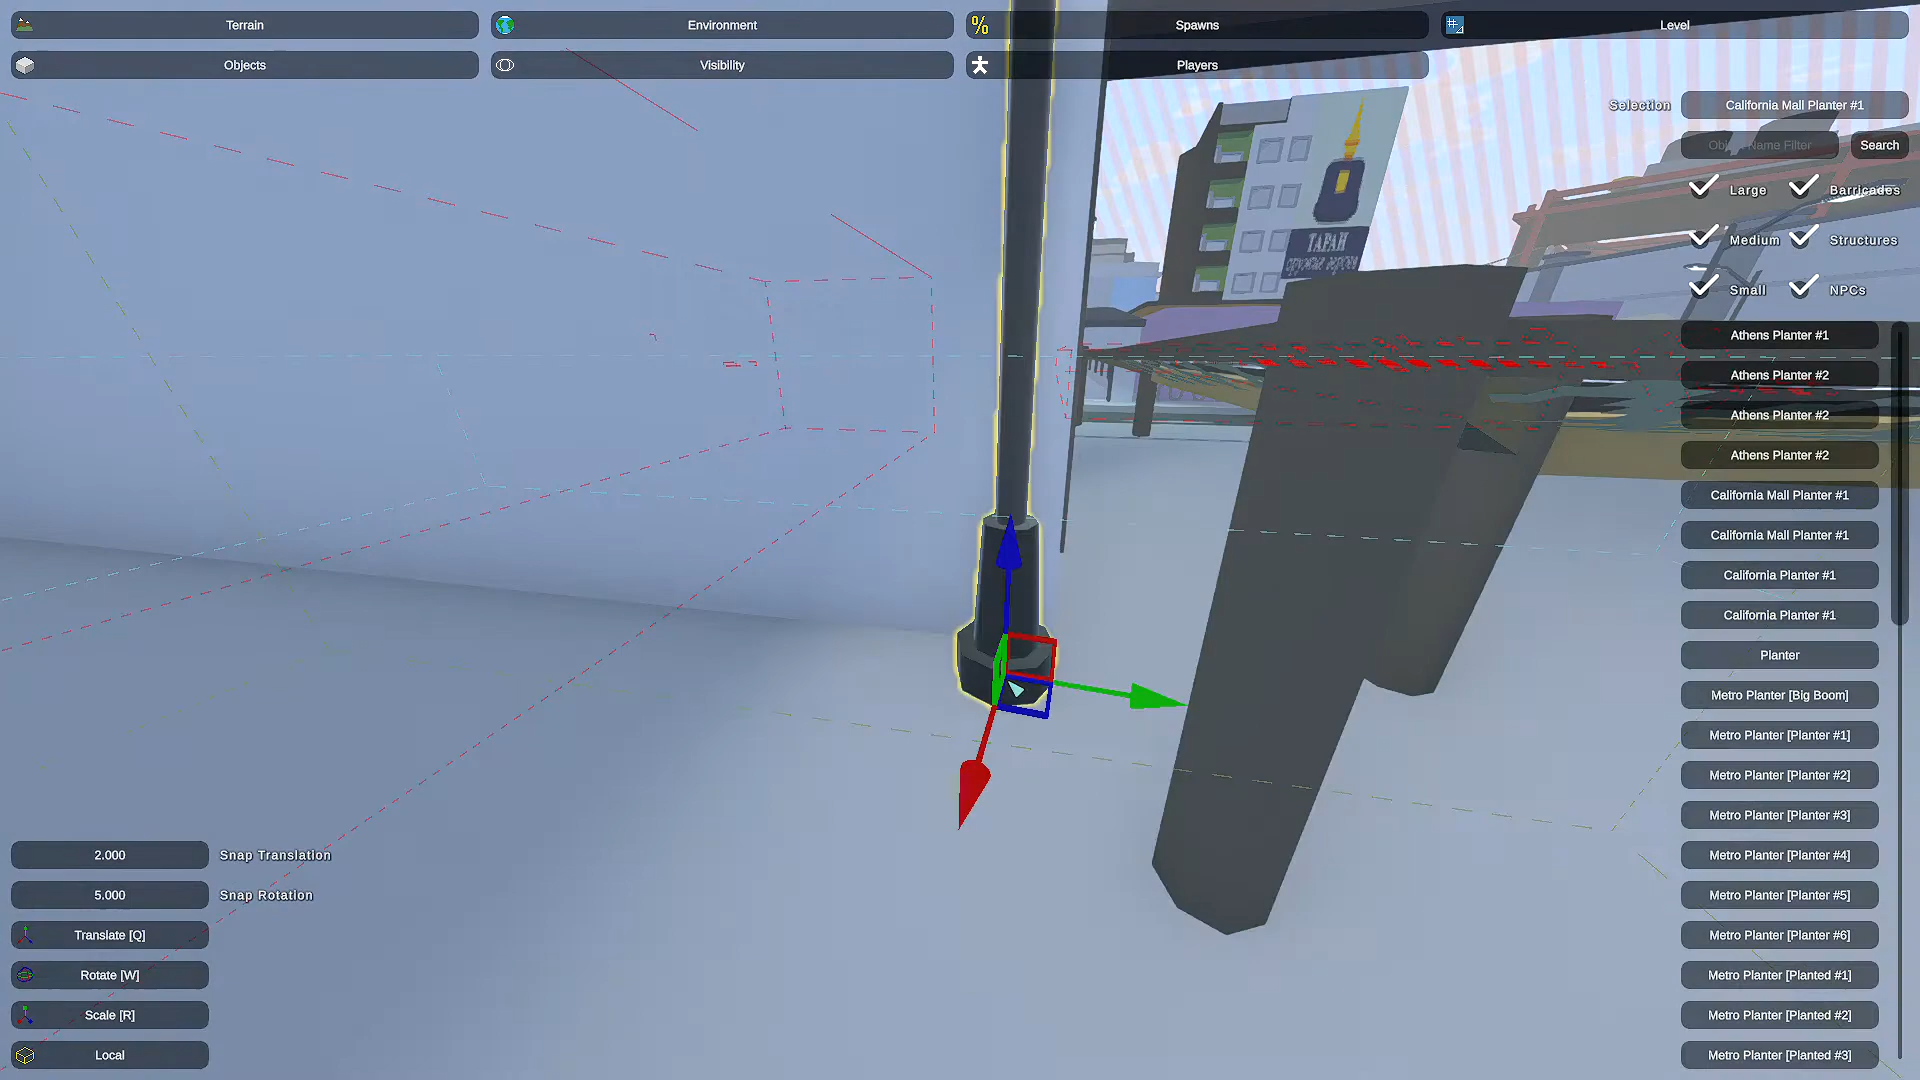 Terrain
Environment
Spawns
Level
Objects
Visibility
Players
Selection
California Mall Planter #1
Object Name Filter
Search
Large
Barricades
Medium
Structures
Small
NPCs
ТАРАН
Athens Planter #1
Athens Planter #2
Athens Planter #2
Athens Planter #2
California Mall Planter #1
California Mall Planter #1
California Planter #1
California Planter #1
Planter
Metro Planter [Big Boom]
Metro Planter [Planter #1]
Metro Planter [Planter #2]
Metro Planter [Planter #3]
Metro Planter [Planter #4]
Metro Planter [Planter #5]
Metro Planter [Planter #6]
Metro Planter [Planted #1]
Metro Planter [Planted #2]
Metro Planter [Planted #3]
2.000
Snap Translation
5.000
Snap Rotation
Translate [Q]
Rotate [W]
Scale [R]
Local